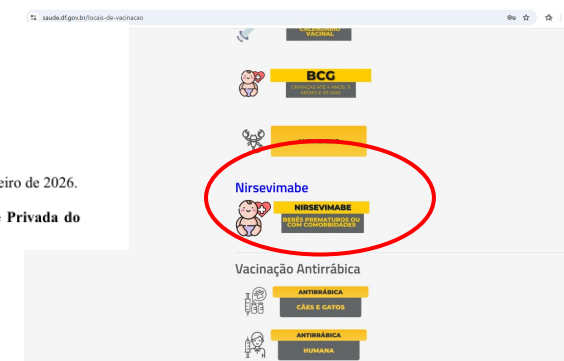 saude.df.gov.br/locais-de-vacinacao
CALENDÁRIO
VACINAL
BCG
CRIANÇAS ATÉ 4 ANOS, 11
MESES E 29 DIAS
eiro de 2026.
Privada do
Nirsevimabe
NIRSEVIMABE
BEBÊS PREMATUROS OU
COM COMORBIDADES
Vacinação Antirrábica
ANTIRRÁBICA
CÃES E GATOS
ANTIRRÁBICA
HUMANA